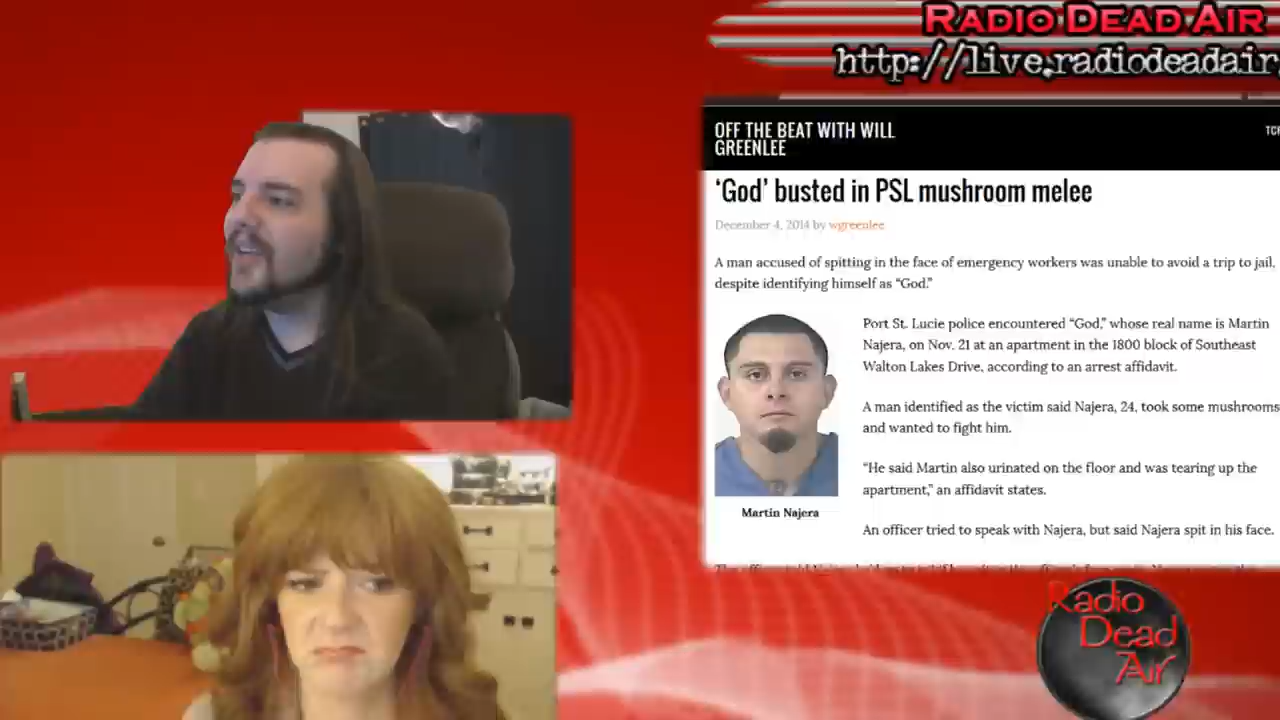 RADIO DEAD AIR
http://live.radiodeadair
OFF THE BEAT WITH WILL
GREENLEE
TCP
‘God’ busted in PSL mushroom melee
December 4, 2014 by wgreenlee
A man accused of spitting in the face of emergency workers was unable to avoid a trip to jail,
despite identifying himself as “God.”
Port St. Lucie police encountered “God,” whose real name is Martin
Najera, on Nov. 21 at an apartment in the 1800 block of Southeast
Walton Lakes Drive, according to an arrest affidavit.
A man identified as the victim said Najera, 24, took some mushrooms
and wanted to fight him.
“He said Martin also urinated on the floor and was tearing up the
apartment,” an affidavit states.
Martin Najera
An officer tried to speak with Najera, but said Najera spit in his face.
Radio
Dead
Air